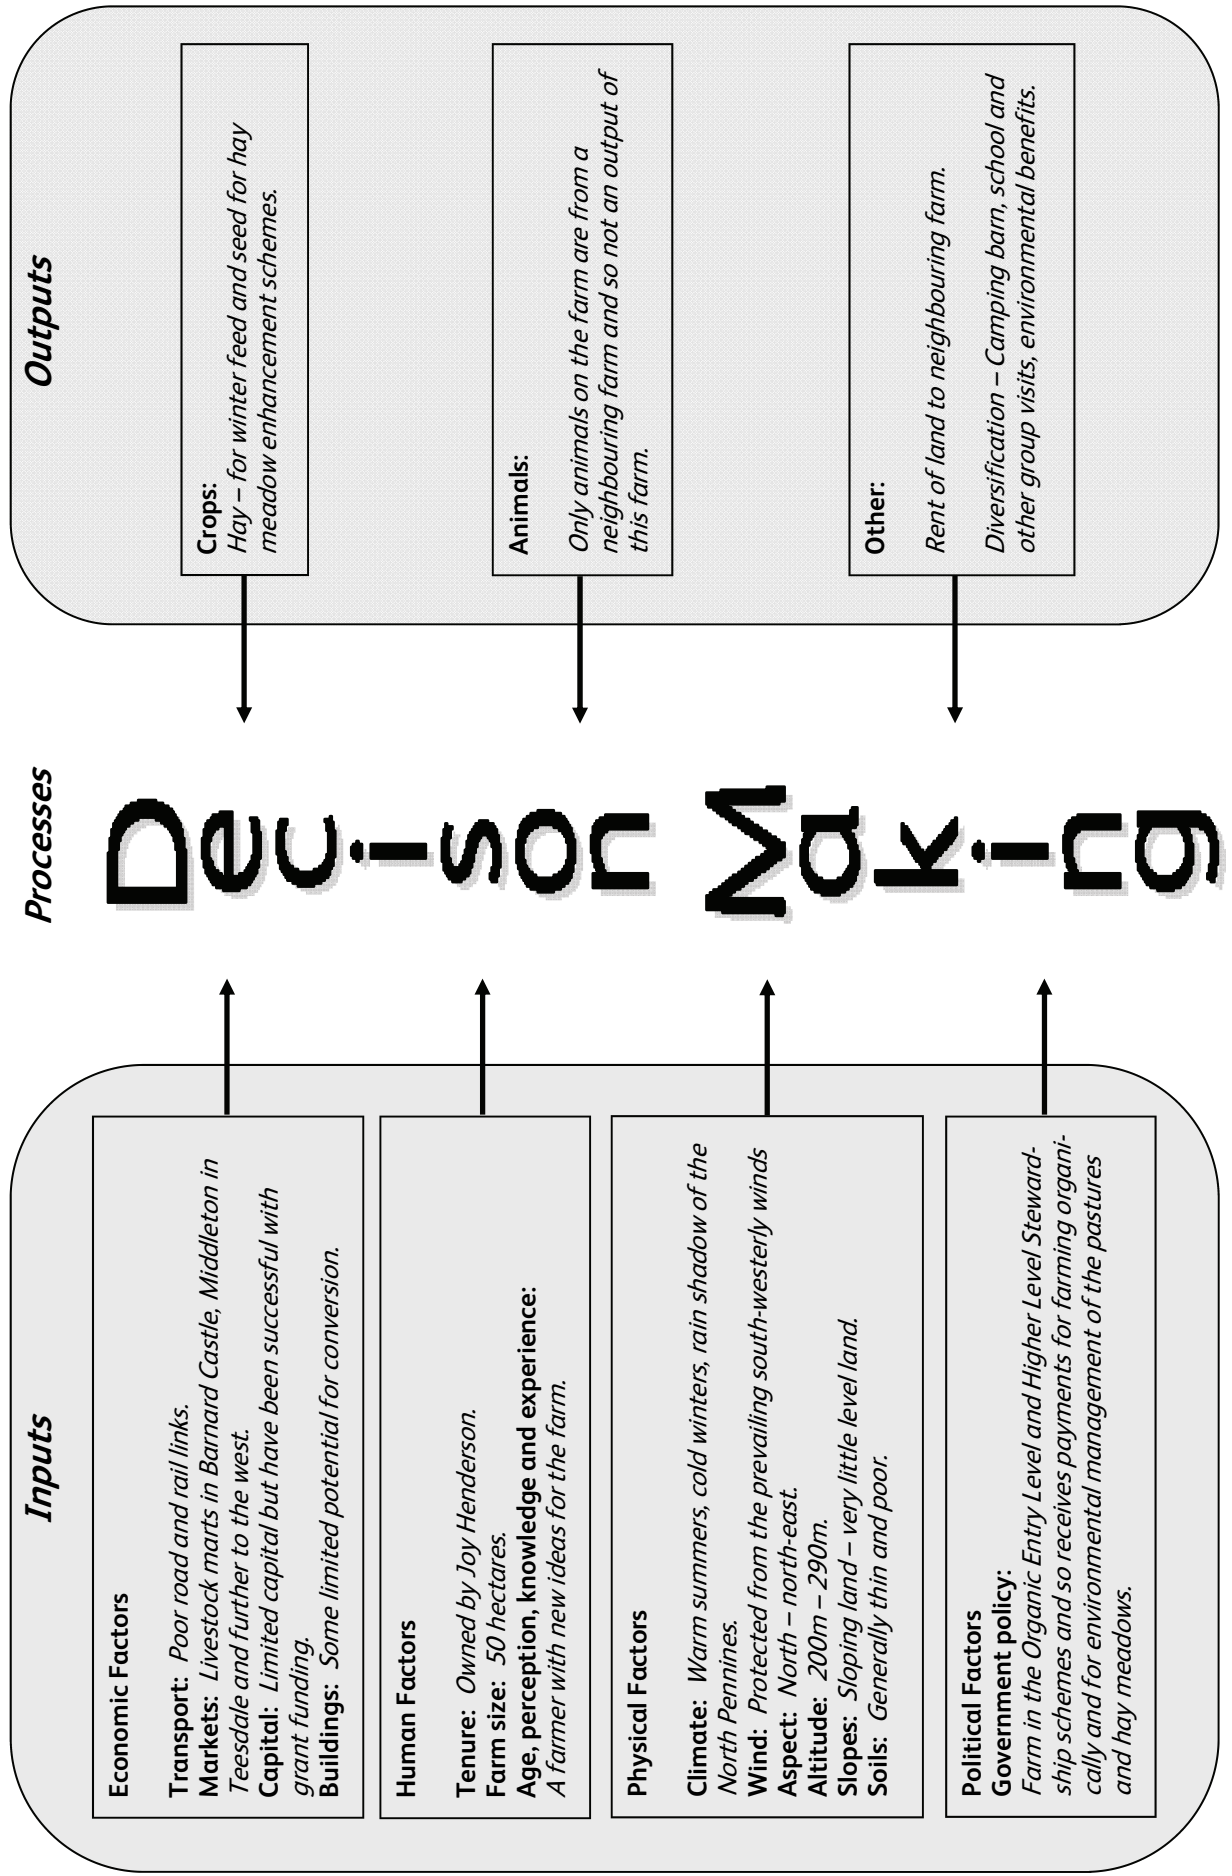 Inputs
Economic Factors
Transport: Poor road and rail links.
Markets: Livestock marts in Barnard Castle, Middleton in
Teesdale and further to the west.
Capital: Limited capital but have been successful with
grant funding.
Buildings: Some limited potential for conversion.
Human Factors
Tenure: Owned by Joy Henderson.
Farm size: 50 hectares.
Age, perception, knowledge and experience:
A farmer with new ideas for the farm.
Physical Factors
Climate: Warm summers, cold winters, rain shadow of the
North Pennines.
Wind: Protected from the prevailing south-westerly winds
Aspect: North – north-east.
Altitude: 200m – 290m.
Slopes: Sloping land – very little level land.
Soils: Generally thin and poor.
Political Factors
Government policy:
Farm in the Organic Entry Level and Higher Level Steward-
ship schemes and so receives payments for farming organi-
cally and for environmental management of the pastures
and hay meadows.
Processes
Decison Making
Outputs
Crops:
Hay – for winter feed and seed for hay
meadow enhancement schemes.
Animals:
Only animals on the farm are from a
neighbouring farm and so not an output of
this farm.
Other:
Rent of land to neighbouring farm.
Diversification – Camping barn, school and
other group visits, environmental benefits.